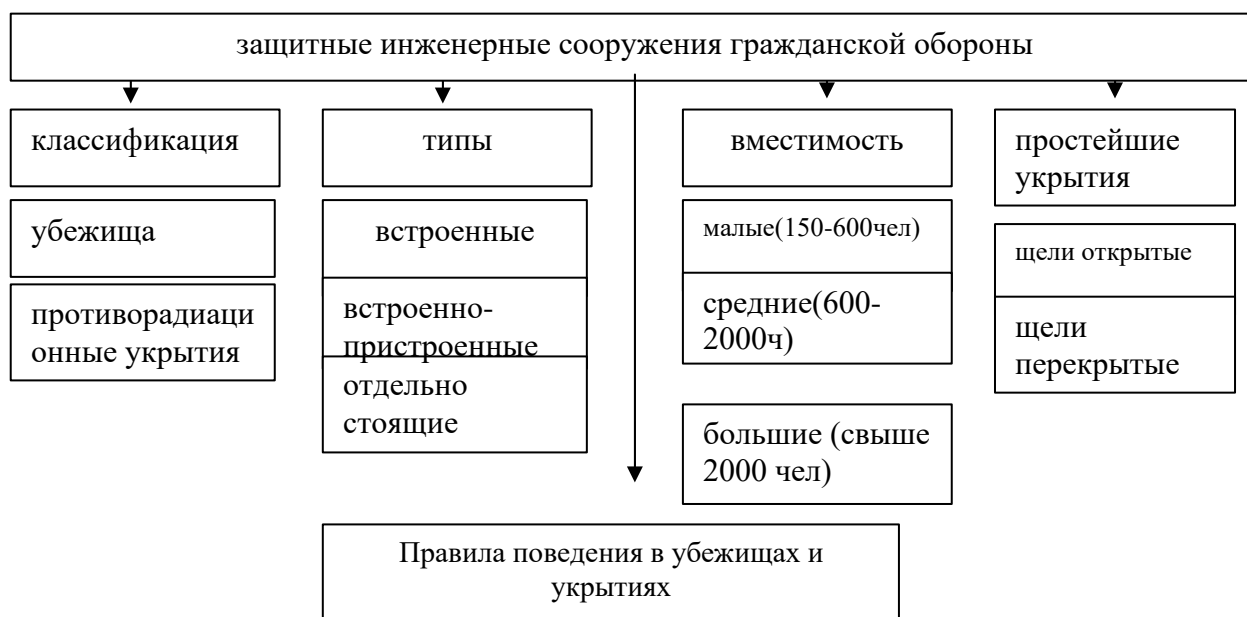 защитные инженерные сооружения гражданской обороны
классификация
убежища
противорадиаци
онные укрытия
типы
встроенные
встроенно-
пристроенные
отдельно
стоящие
вместимость
малые(150-600чел)
средние(600-
2000ч)
большие (свыше
2000 чел)
простейшие
укрытия
щели открытые
щели
перекрытые
Правила поведения в убежищах и
укрытиях